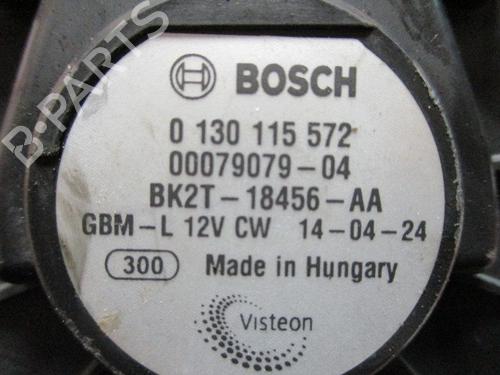 BOSCH
0 130 115 572
00079079-04
BK2T-18456-AA
GBM-L 12V CW 14-04-24
300 Made in Hungary
Visteon
B-PARTS